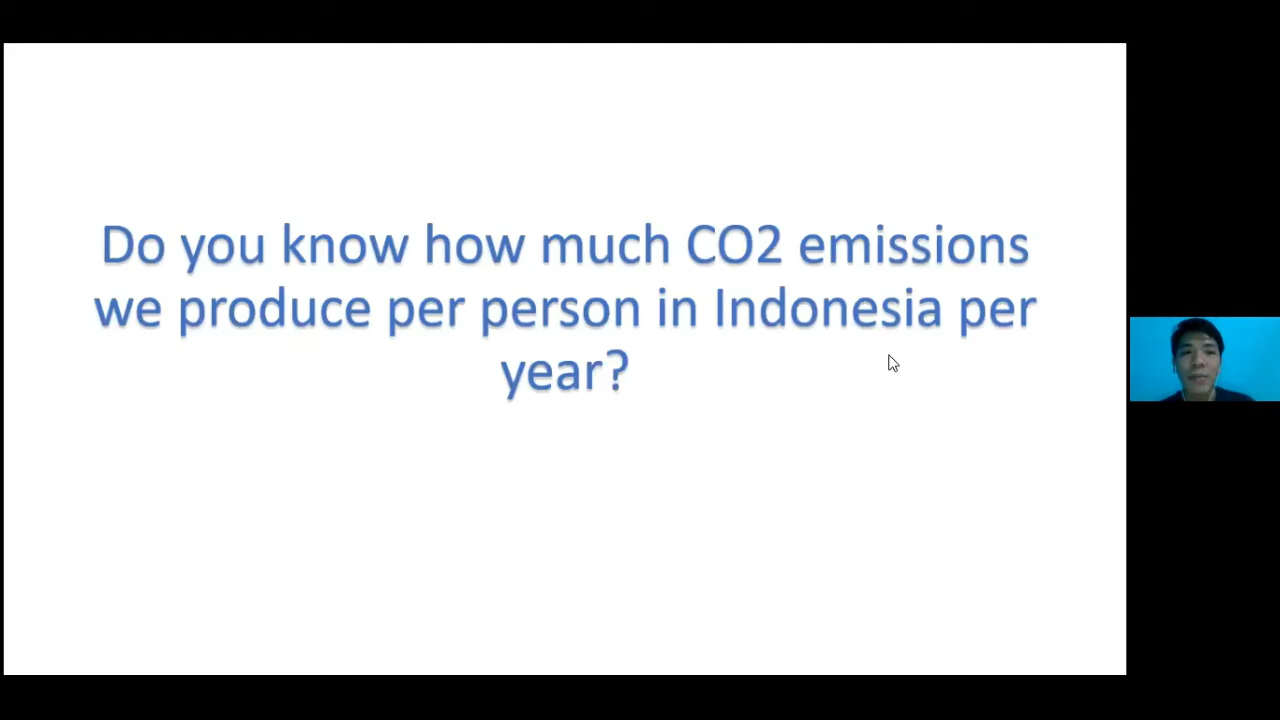 Do you know how much CO2 emissions
we produce per person in Indonesia per
year?